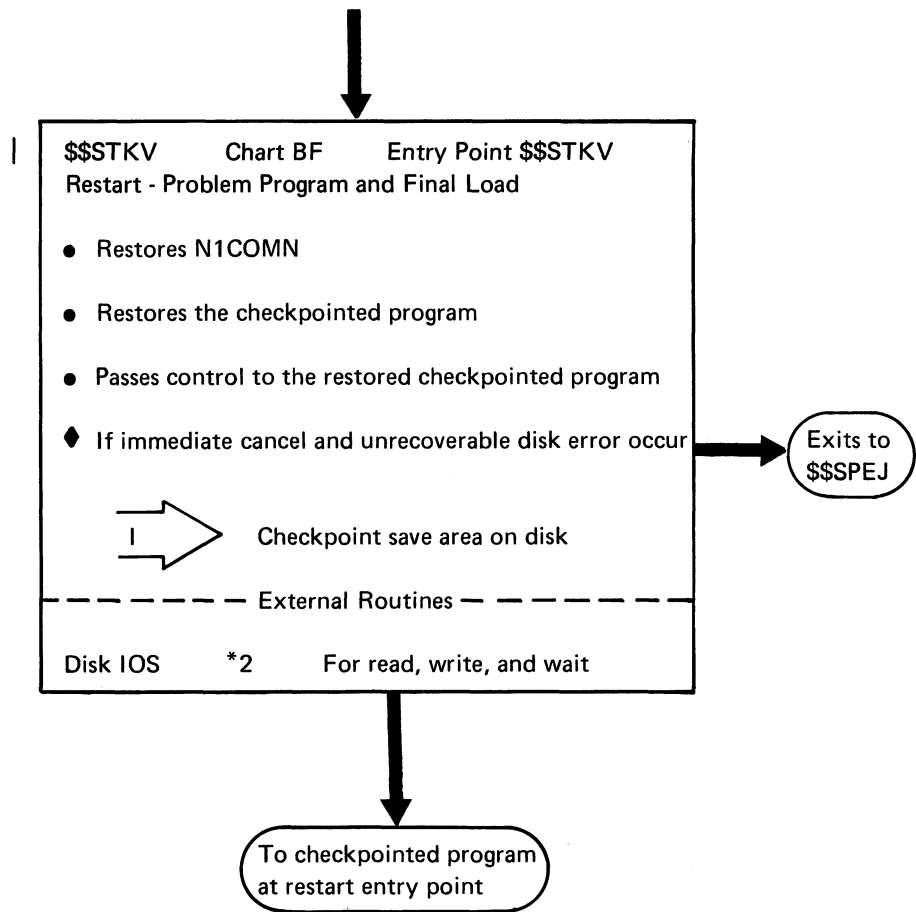 $$STKV Chart BF Entry Point $$STKV
Restart - Problem Program and Final Load
● Restores N1COMN
● Restores the checkpointed program
● Passes control to the restored checkpointed program
♦ If immediate cancel and unrecoverable disk error occur
Exits to
$$SPEJ
I Checkpoint save area on disk
External Routines
Disk IOS *2 For read, write, and wait
To checkpointed program
at restart entry point